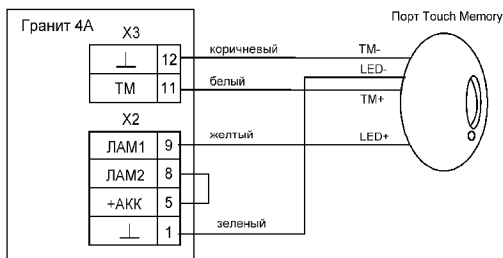 Порт Touch Memory
Гранит 4А
X3
⊥ 12 коричневый TM-
LED-
TM 11 белый
TM+
X2
ЛАМ1 9 желтый LED+
ЛАМ2 8
+АКК 5
⊥ 1 зеленый